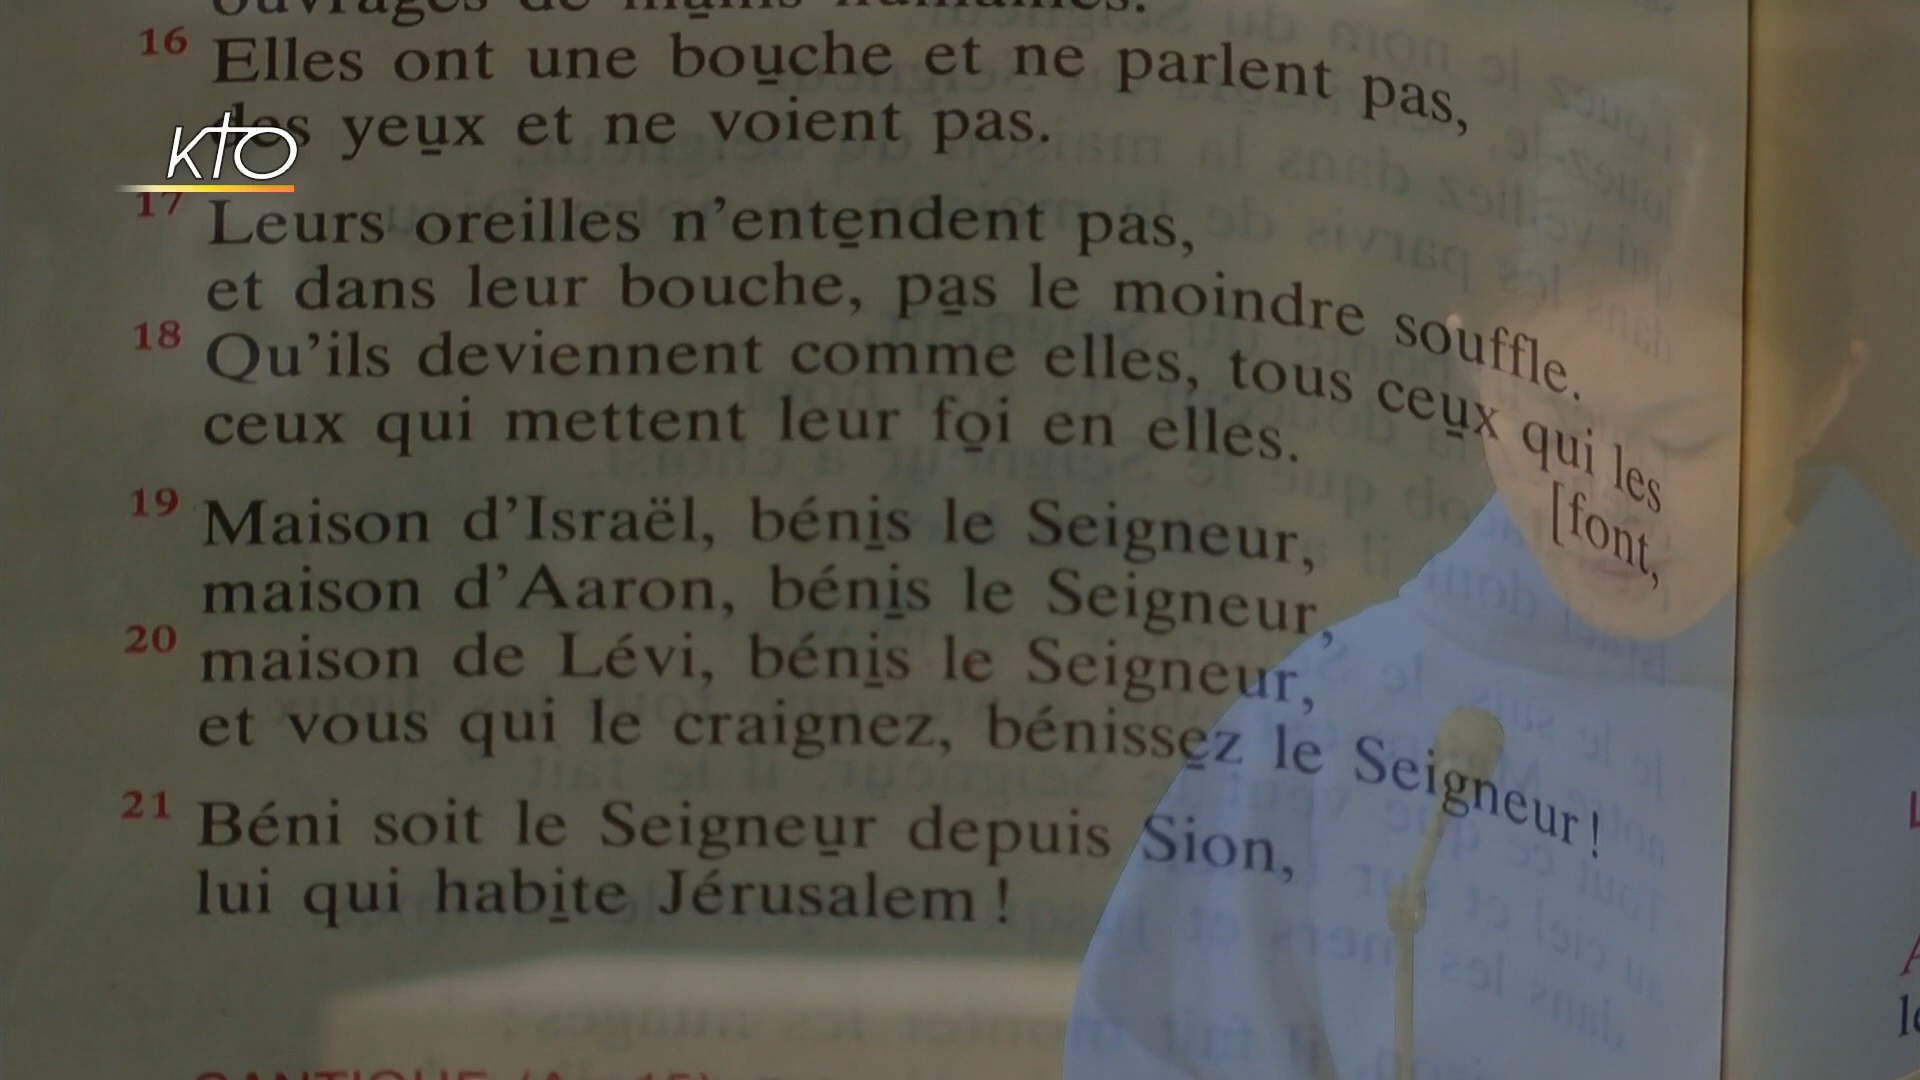 ouvrages de mains humaines.
16 Elles ont une bouche et ne parlent pas,
des yeux et ne voient pas.
KTO
17 Leurs oreilles n’entendent pas,
et dans leur bouche, pas le moindre souffle.
18 Qu’ils deviennent comme elles, tous ceux qui les
[font,
ceux qui mettent leur foi en elles.
19 Maison d’Israël, bénis le Seigneur,
maison d’Aaron, bénis le Seigneur,
20 maison de Lévi, bénis le Seigneur,
et vous qui le craignez, bénissez le Seigneur !
21 Béni soit le Seigneur depuis Sion,
lui qui habite Jérusalem !